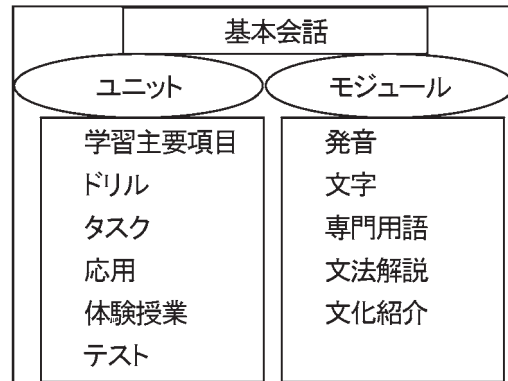 基本会話
ユニット
モジュール
学習主要項目
ドリル
タスク
応用
体験授業
テスト
発音
文字
専門用語
文法解説
文化紹介